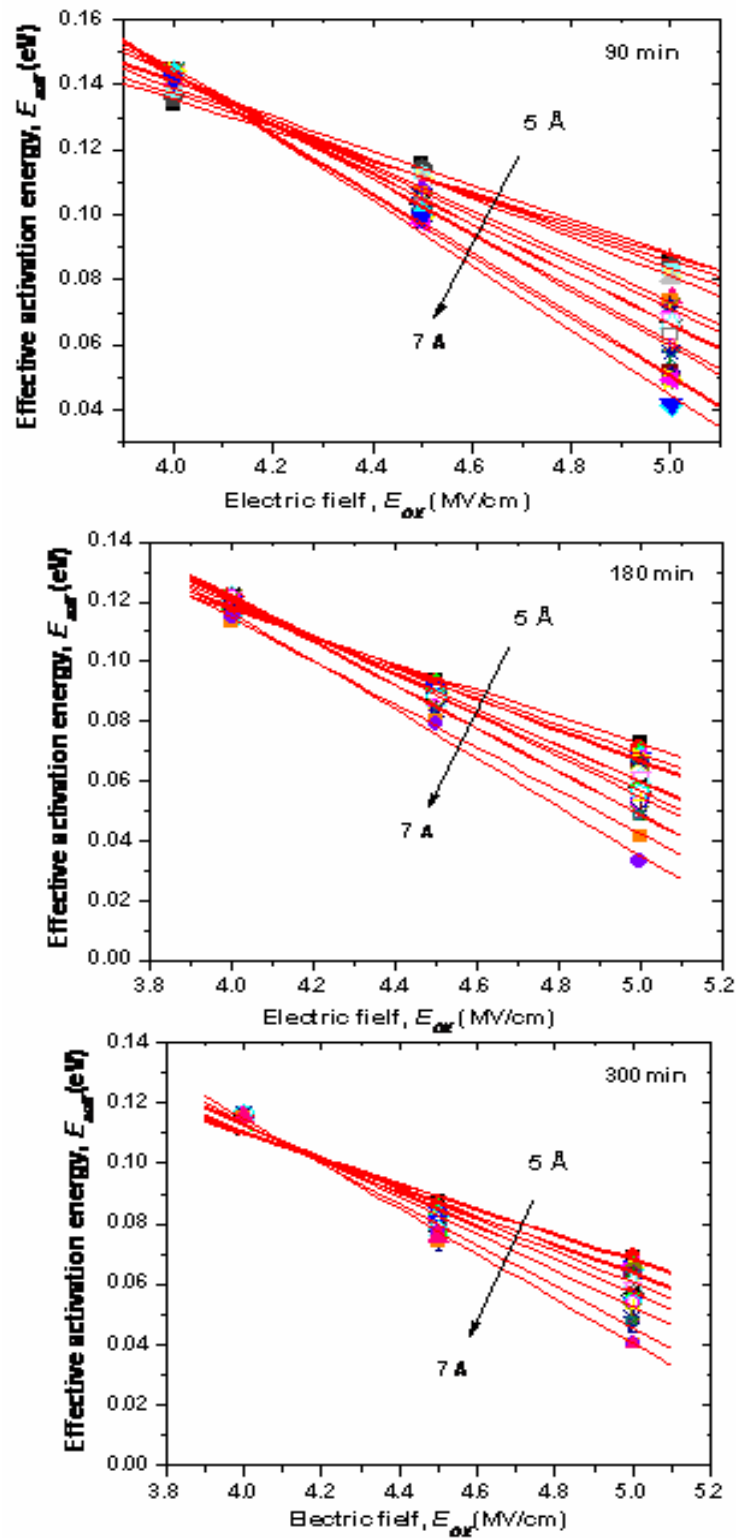 90 min
5 Å
7 A
Effective activation energy, E_aeff (eV)
0.16
0.14
0.12
0.10
0.08
0.06
0.04
4.0 4.2 4.4 4.6 4.8 5.0
Electric fielf, E_ox (MV/cm)
180 min
5 Å
7 A
Effective activation energy, E_aeff (eV)
0.14
0.12
0.10
0.08
0.06
0.04
0.02
0.00
3.8 4.0 4.2 4.4 4.6 4.8 5.0 5.2
Electric fielf, E_ox (MV/cm)
300 min
5 Å
7 A
Effective activation energy, E_aeff (eV)
0.14
0.12
0.10
0.08
0.06
0.04
0.02
0.00
3.8 4.0 4.2 4.4 4.6 4.8 5.0 5.2
Electric fielf, E_ox (MV/cm)